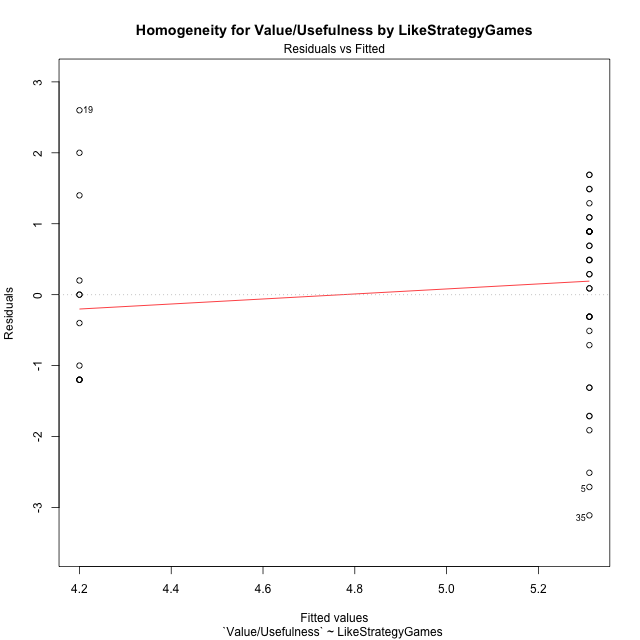 Homogeneity for Value/Usefulness by LikeStrategyGames
Residuals vs Fitted
3
2
1
0
-1
-2
-3
Residuals
19
5
35
4.2 4.4 4.6 4.8 5.0 5.2
Fitted values
`Value/Usefulness` ~ LikeStrategyGames